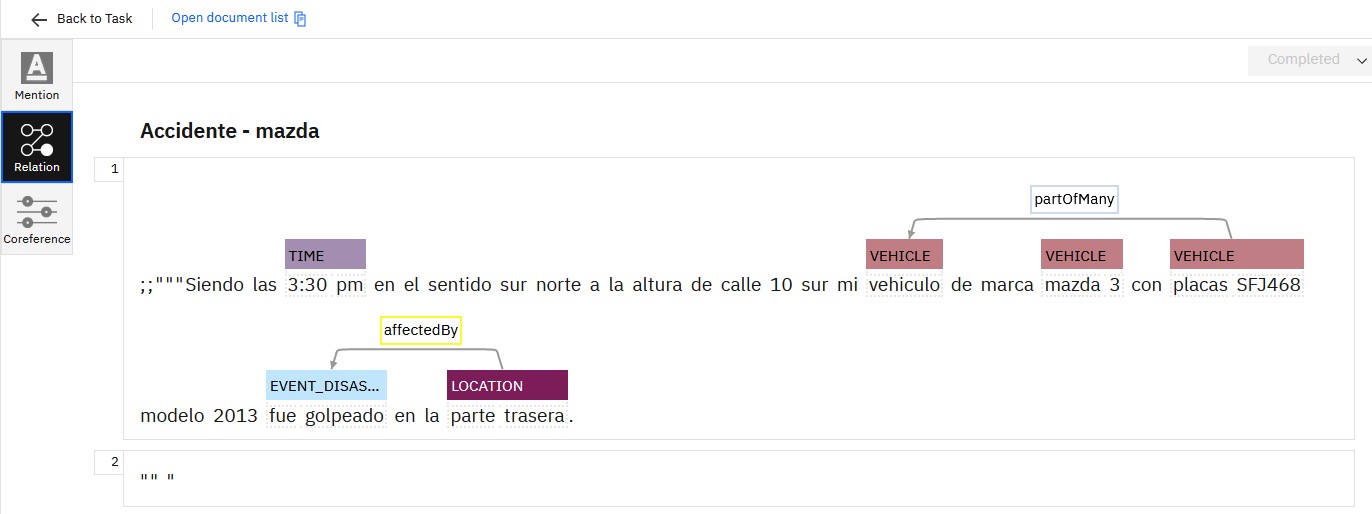 Back to Task Open document list
Completed
Mention
Relation
Coreference
Accidente - mazda
1
partOfMany
TIME VEHICLE VEHICLE VEHICLE
;;"""Siendo las 3:30 pm en el sentido sur norte a la altura de calle 10 sur mi vehiculo de marca mazda 3 con placas SFJ468
affectedBy
EVENT_DISAS... LOCATION
modelo 2013 fue golpeado en la parte trasera.
2
"" "